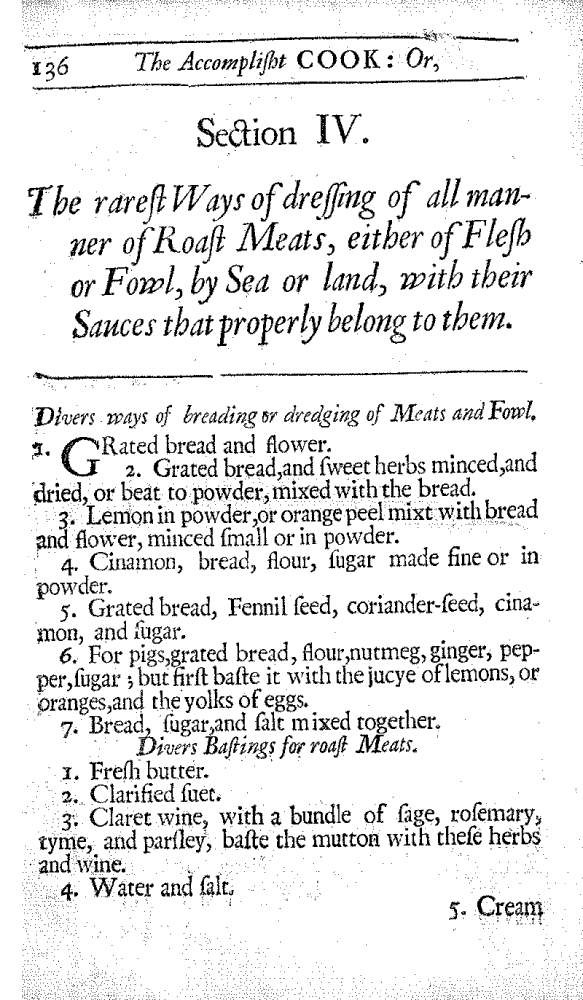 136 The Accompliſht COOK: Or,
Section IV.
The rareſt Ways of dreſſing of all man-
ner of Roaſt Meats, either of Fleſh
or Fowl, by Sea or land, with their
Sauces that properly belong to them.
Divers ways of breading or dredging of Meats and Fowl.
1. GRated bread and flower.
2. Grated bread,and ſweet herbs minced,and
dried, or beat to powder, mixed with the bread.
3. Lemon in powder,or orange peel mixt with bread
and flower, minced ſmall or in powder.
4. Cinamon, bread, flour, ſugar made fine or in
powder.
5. Grated bread, Fennil ſeed, coriander-ſeed, cina-
mon, and ſugar.
6. For pigs,grated bread, flour,nutmeg, ginger, pep-
per,ſugar ; but firſt baſte it with the jucye of lemons, or
oranges,and the yolks of eggs.
7. Bread, ſugar,and ſalt mixed together.
Divers Baſtings for roaſt Meats.
1. Freſh butter.
2. Clarified ſuet.
3. Claret wine, with a bundle of ſage, roſemary,
tyme, and parſley, baſte the mutton with theſe herbs
and wine.
4. Water and ſalt.
5. Cream